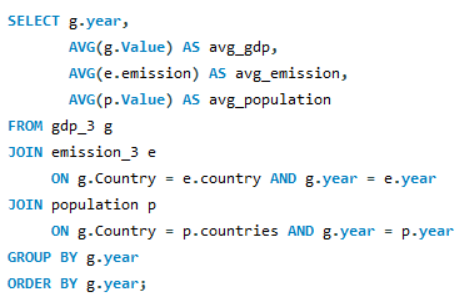 SELECT g.year,
       AVG(g.Value) AS avg_gdp,
       AVG(e.emission) AS avg_emission,
       AVG(p.Value) AS avg_population
FROM gdp_3 g
JOIN emission_3 e
     ON g.Country = e.country AND g.year = e.year
JOIN population p
     ON g.Country = p.countries AND g.year = p.year
GROUP BY g.year
ORDER BY g.year;